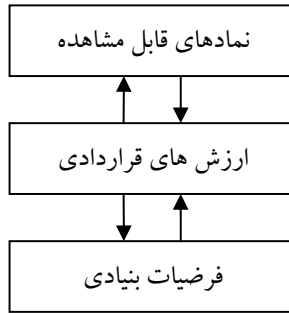 نمادهای قابل مشاهده
ارزش های قراردادی
فرضیات بنیادی